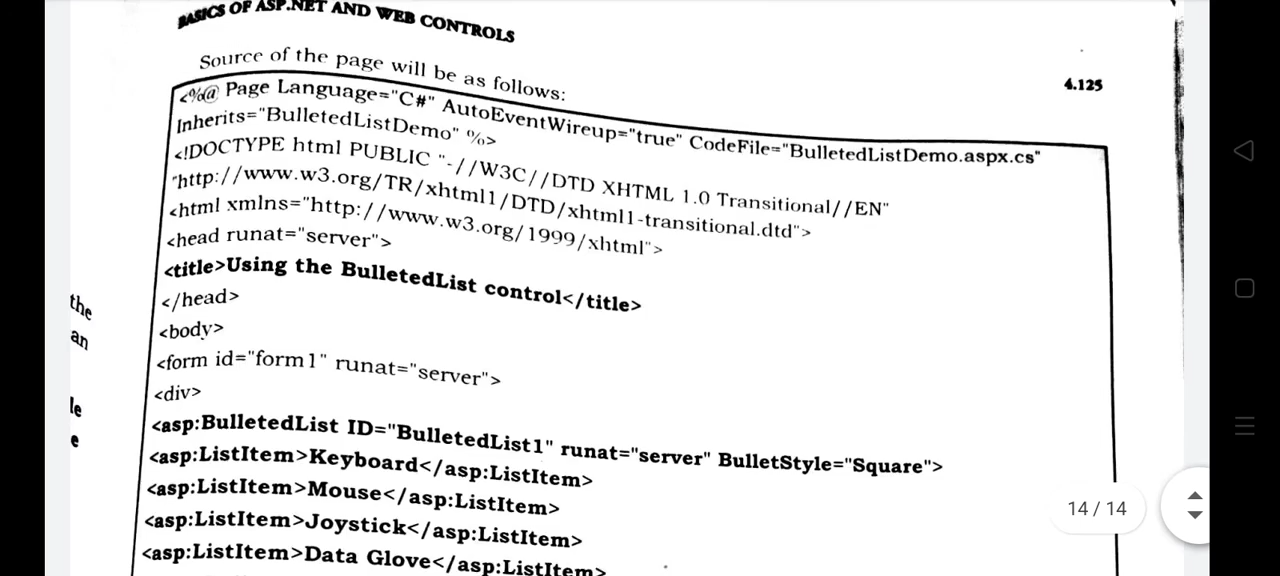 BASICS OF ASP.NET AND WEB CONTROLS
4.125
Source of the page will be as follows:
<%@ Page Language="C#" AutoEventWireup="true" CodeFile="BulletedListDemo.aspx.cs"
Inherits="BulletedListDemo" %>
<!DOCTYPE html PUBLIC "-//W3C//DTD XHTML 1.0 Transitional//EN"
"http://www.w3.org/TR/xhtml1/DTD/xhtml1-transitional.dtd">
<html xmlns="http://www.w3.org/1999/xhtml">
<head runat="server">
<title>Using the BulletedList control</title>
</head>
<body>
<form id="form1" runat="server">
<div>
<asp:BulletedList ID="BulletedList1" runat="server" BulletStyle="Square">
<asp:ListItem>Keyboard</asp:ListItem>
<asp:ListItem>Mouse</asp:ListItem>
<asp:ListItem>Joystick</asp:ListItem>
<asp:ListItem>Data Glove</asp:ListItem>
the
an
le
e
14 / 14